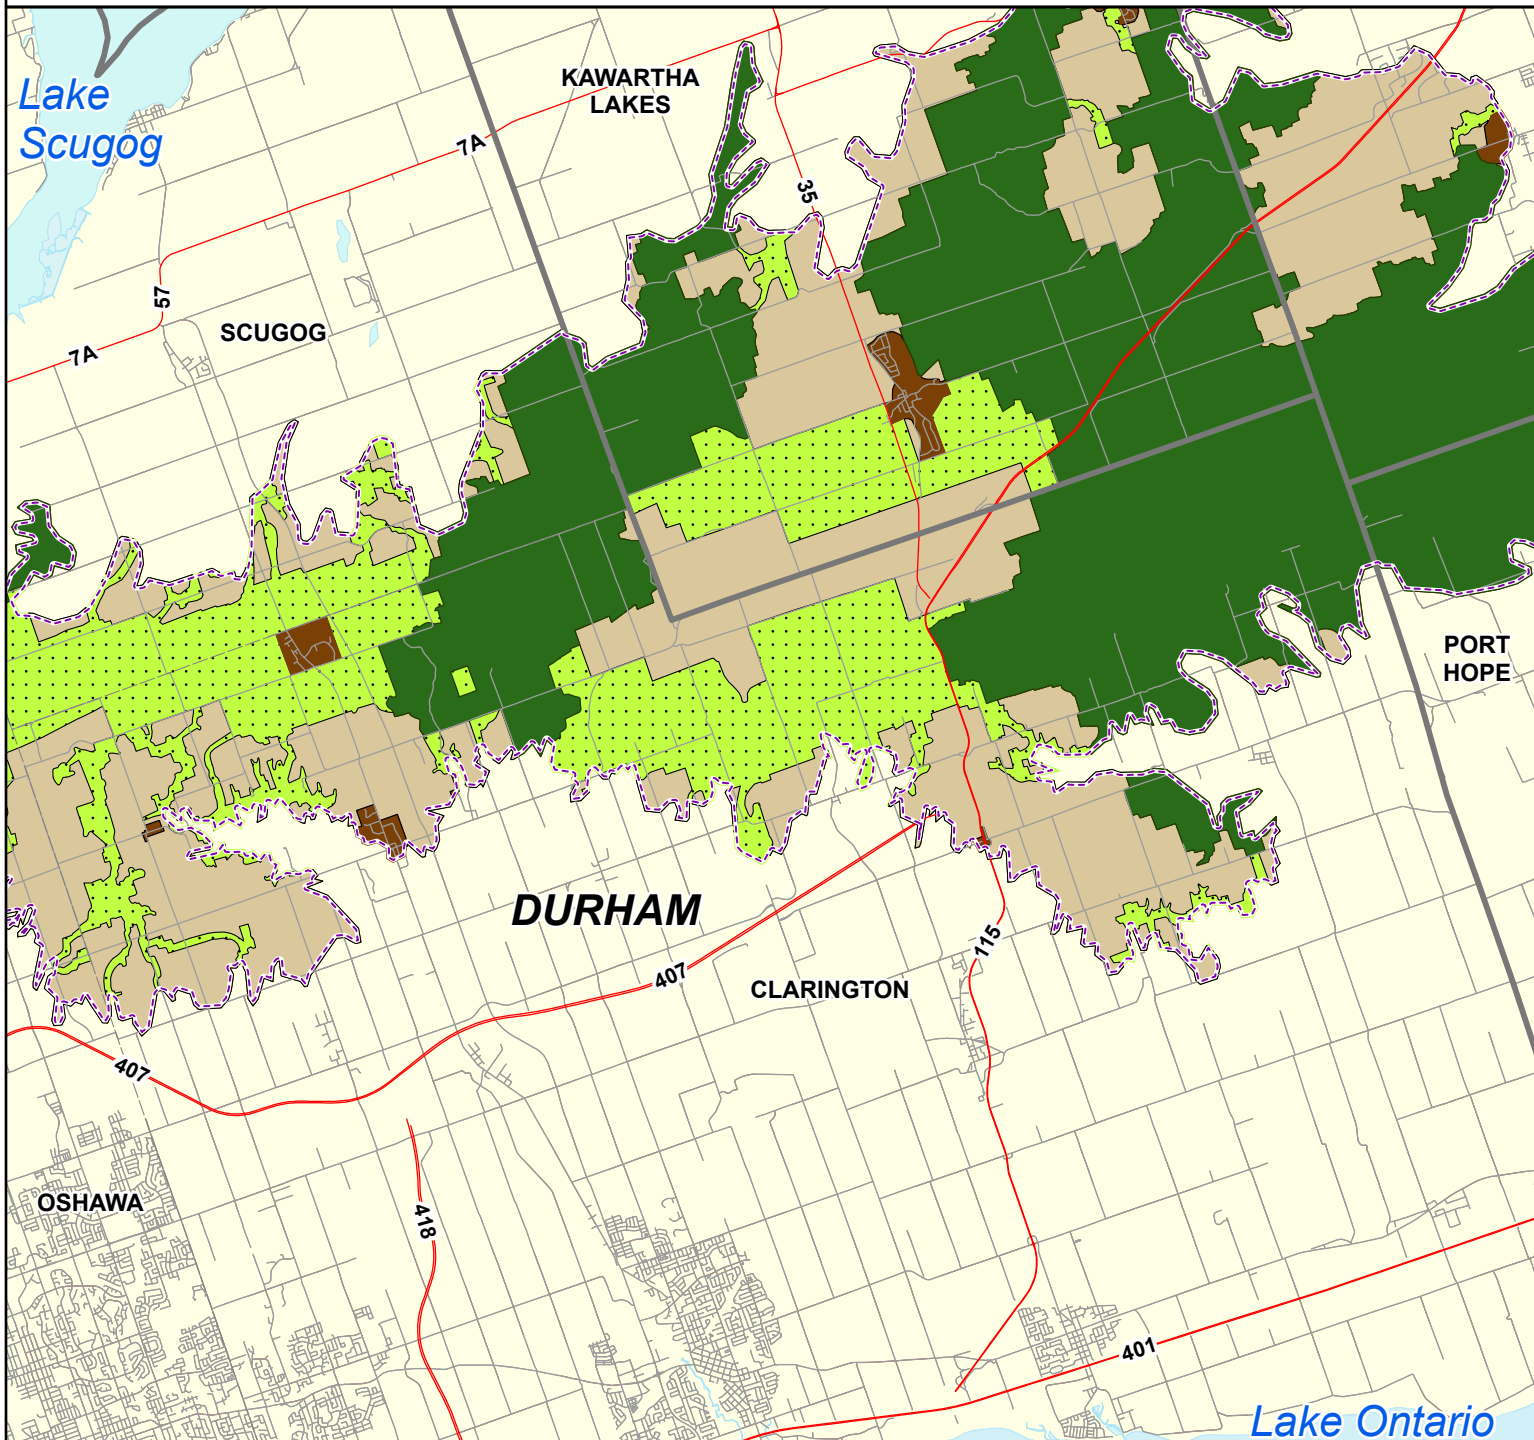 Lake
Scugog
KAWARTHA
LAKES
7A
35
57
SCUGOG
7A
PORT
HOPE
DURHAM
115
407
CLARINGTON
407
OSHAWA
418
401
Lake Ontario